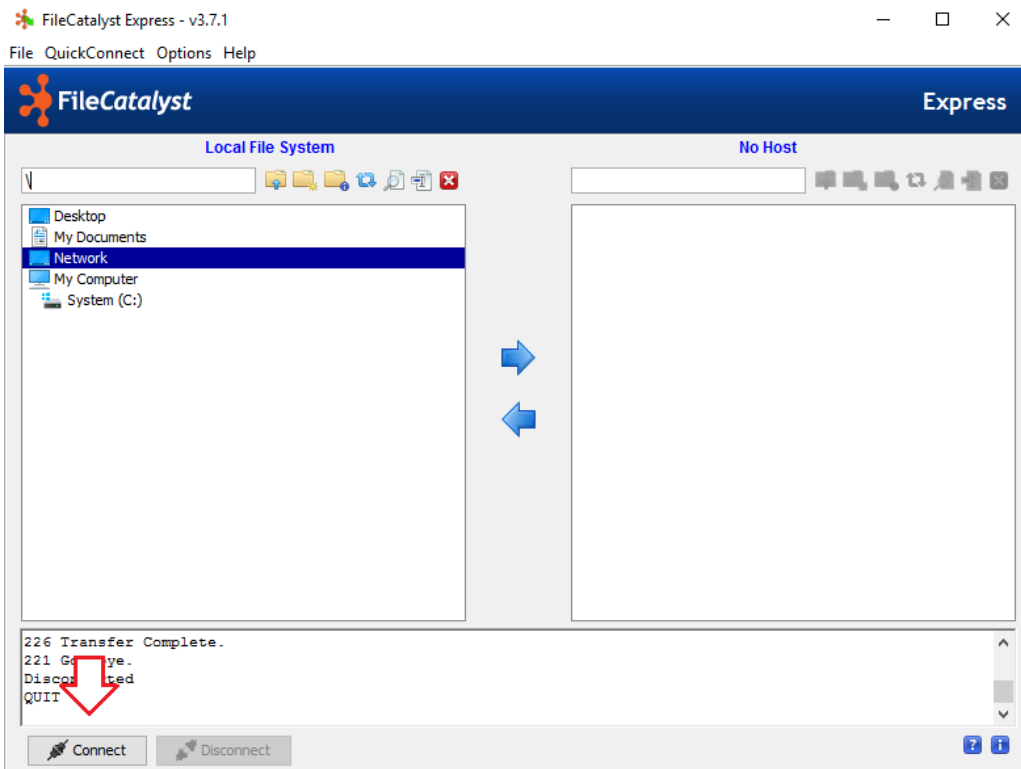 FileCatalyst Express - v3.7.1
File QuickConnect Options Help
FileCatalyst Express
Local File System No Host
\
Desktop
My Documents
Network
My Computer
System (C:)
226 Transfer Complete.
221
QUIT
Connect Disconnect
? i